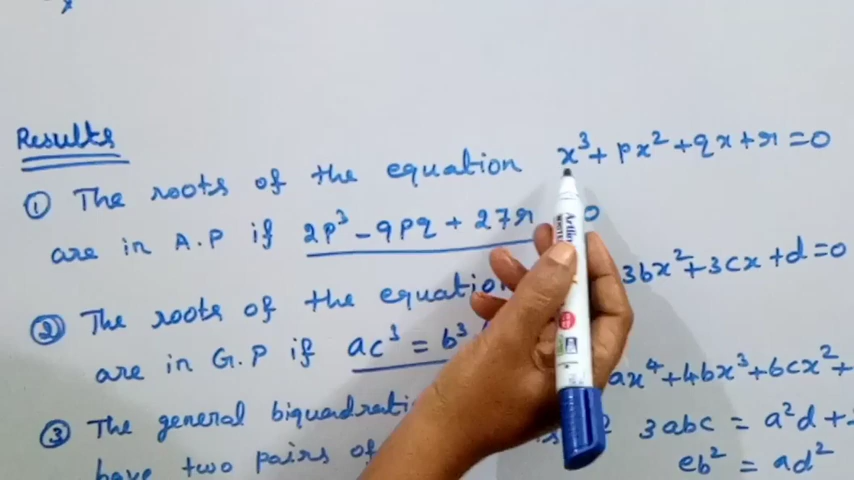 Results
① The roots of the equation x³ + px² + qx + r = 0
are in A.P if 2p³ - 9pq + 27r 0
② The roots of the equation 3bx² + 3cx + d = 0
are in G.P if ac³ = b³
③ The general ax⁴ + 4bx³ + 6cx² +
have two pairs of 3abc = a²d +
eb² = ad²
Artline